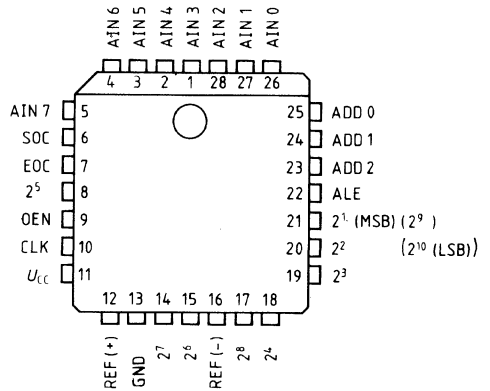 AIN 6 AIN 5 AIN 4 AIN 3 AIN 2 AIN 1 AIN 0
4 3 2 1 28 27 26
AIN 7 5
SOC 6
EOC 7
2⁵ 8
OEN 9
CLK 10
U_CC 11
25 ADD 0
24 ADD 1
23 ADD 2
22 ALE
21 2¹· (MSB) (2⁹ )
20 2² (2¹⁰ (LSB))
19 2³
12 13 14 15 16 17 18
REF (+) GND 2⁷ 2⁶ REF (-) 2⁸ 2⁴